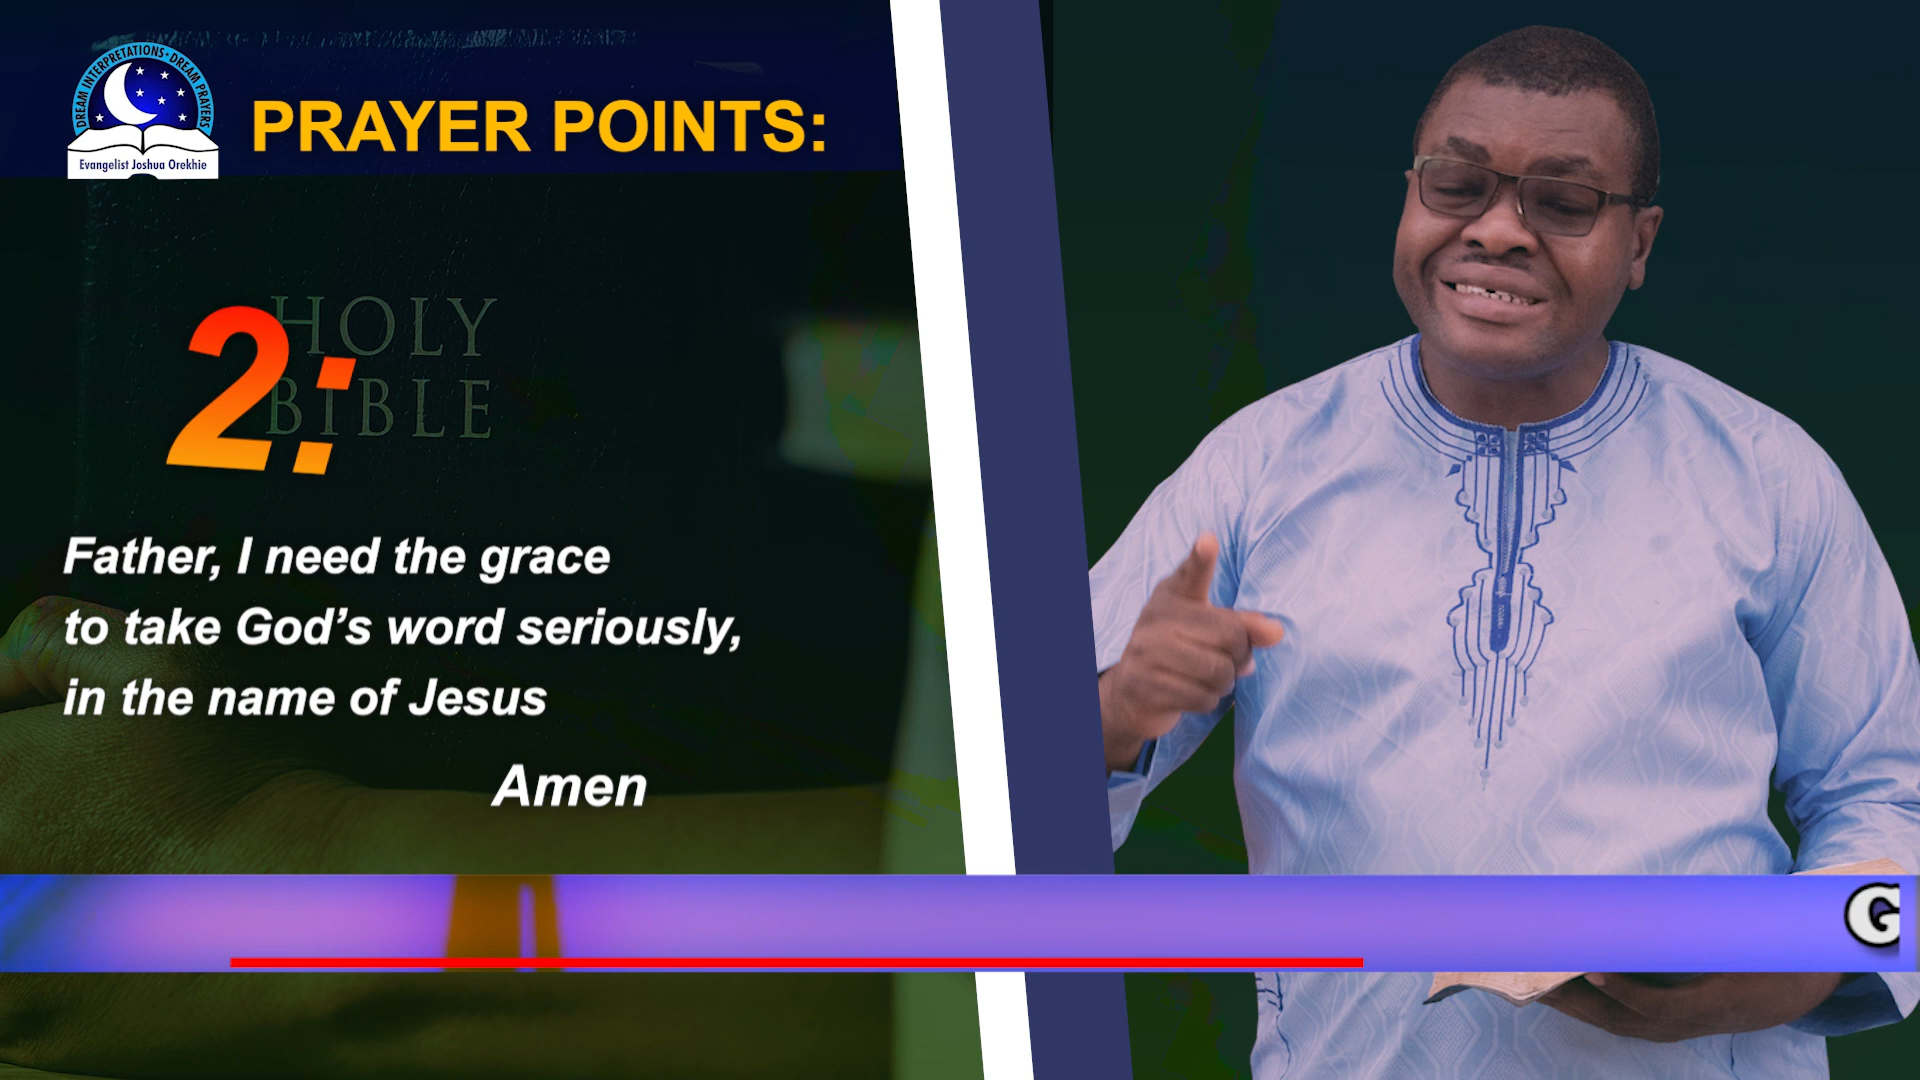 DREAM INTERPRETATIONS · DREAM PRAYERS
Evangelist Joshua Orekhie
PRAYER POINTS:
HOLY
BIBLE
2:
Father, I need the grace
to take God’s word seriously,
in the name of Jesus
Amen
G